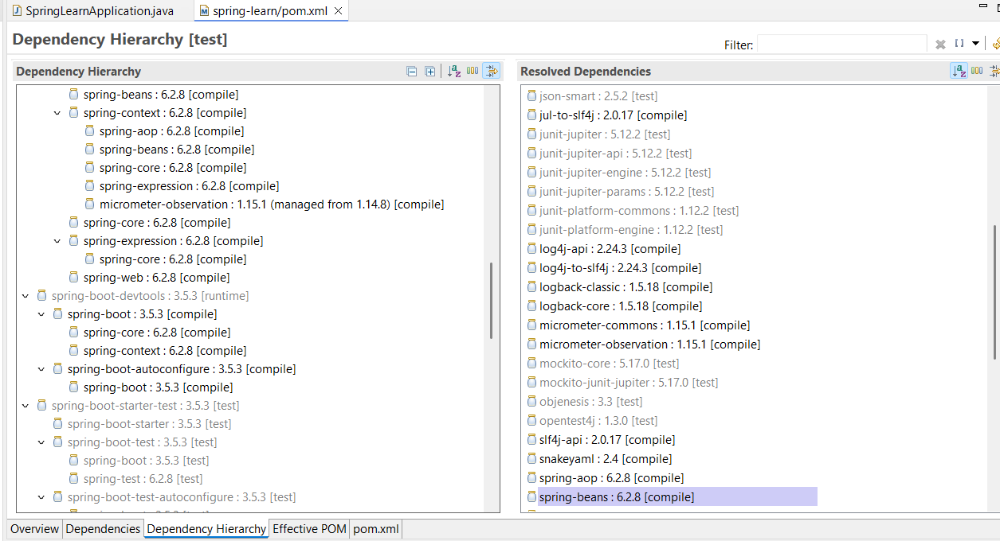 SpringLearnApplication.java
spring-learn/pom.xml
Dependency Hierarchy [test]
Filter:
Dependency Hierarchy
spring-beans : 6.2.8 [compile]
spring-context : 6.2.8 [compile]
spring-aop : 6.2.8 [compile]
spring-beans : 6.2.8 [compile]
spring-core : 6.2.8 [compile]
spring-expression : 6.2.8 [compile]
micrometer-observation : 1.15.1 (managed from 1.14.8) [compile]
spring-core : 6.2.8 [compile]
spring-expression : 6.2.8 [compile]
spring-core : 6.2.8 [compile]
spring-web : 6.2.8 [compile]
spring-boot-devtools : 3.5.3 [runtime]
spring-boot : 3.5.3 [compile]
spring-core : 6.2.8 [compile]
spring-context : 6.2.8 [compile]
spring-boot-autoconfigure : 3.5.3 [compile]
spring-boot : 3.5.3 [compile]
spring-boot-starter-test : 3.5.3 [test]
spring-boot-starter : 3.5.3 [test]
spring-boot-test : 3.5.3 [test]
spring-boot : 3.5.3 [test]
spring-test : 6.2.8 [test]
spring-boot-test-autoconfigure : 3.5.3 [test]
Resolved Dependencies
json-smart : 2.5.2 [test]
jul-to-slf4j : 2.0.17 [compile]
junit-jupiter : 5.12.2 [test]
junit-jupiter-api : 5.12.2 [test]
junit-jupiter-engine : 5.12.2 [test]
junit-jupiter-params : 5.12.2 [test]
junit-platform-commons : 1.12.2 [test]
junit-platform-engine : 1.12.2 [test]
log4j-api : 2.24.3 [compile]
log4j-to-slf4j : 2.24.3 [compile]
logback-classic : 1.5.18 [compile]
logback-core : 1.5.18 [compile]
micrometer-commons : 1.15.1 [compile]
micrometer-observation : 1.15.1 [compile]
mockito-core : 5.17.0 [test]
mockito-junit-jupiter : 5.17.0 [test]
objenesis : 3.3 [test]
opentest4j : 1.3.0 [test]
slf4j-api : 2.0.17 [compile]
snakeyaml : 2.4 [compile]
spring-aop : 6.2.8 [compile]
spring-beans : 6.2.8 [compile]
Overview
Dependencies
Dependency Hierarchy
Effective POM
pom.xml